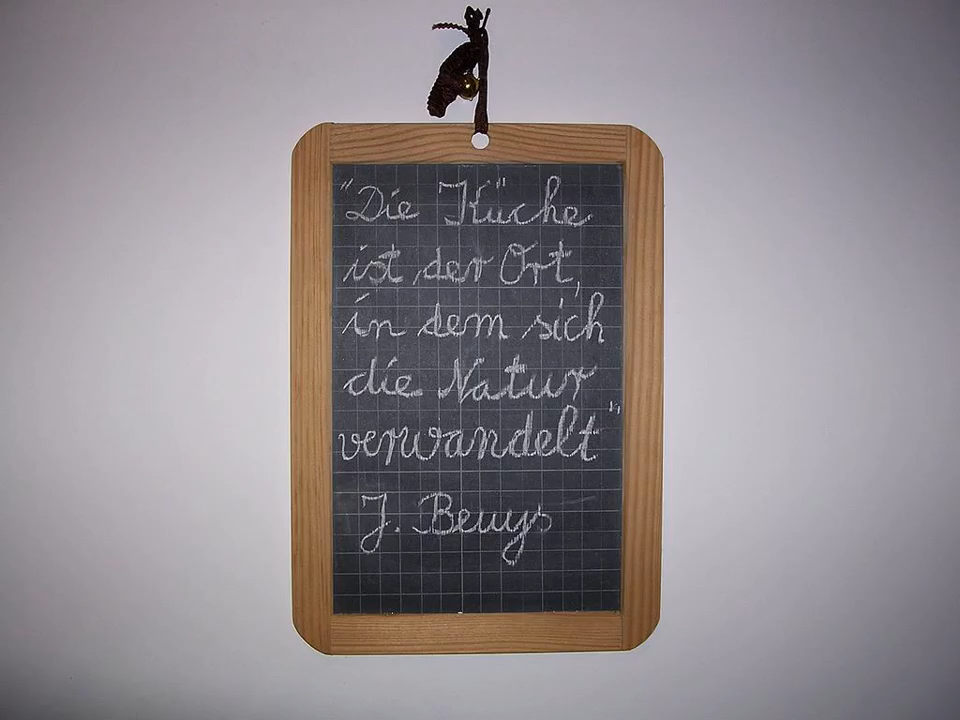 "Die Küche
ist der Ort,
in dem sich
die Natur
verwandelt"
J. Beuys